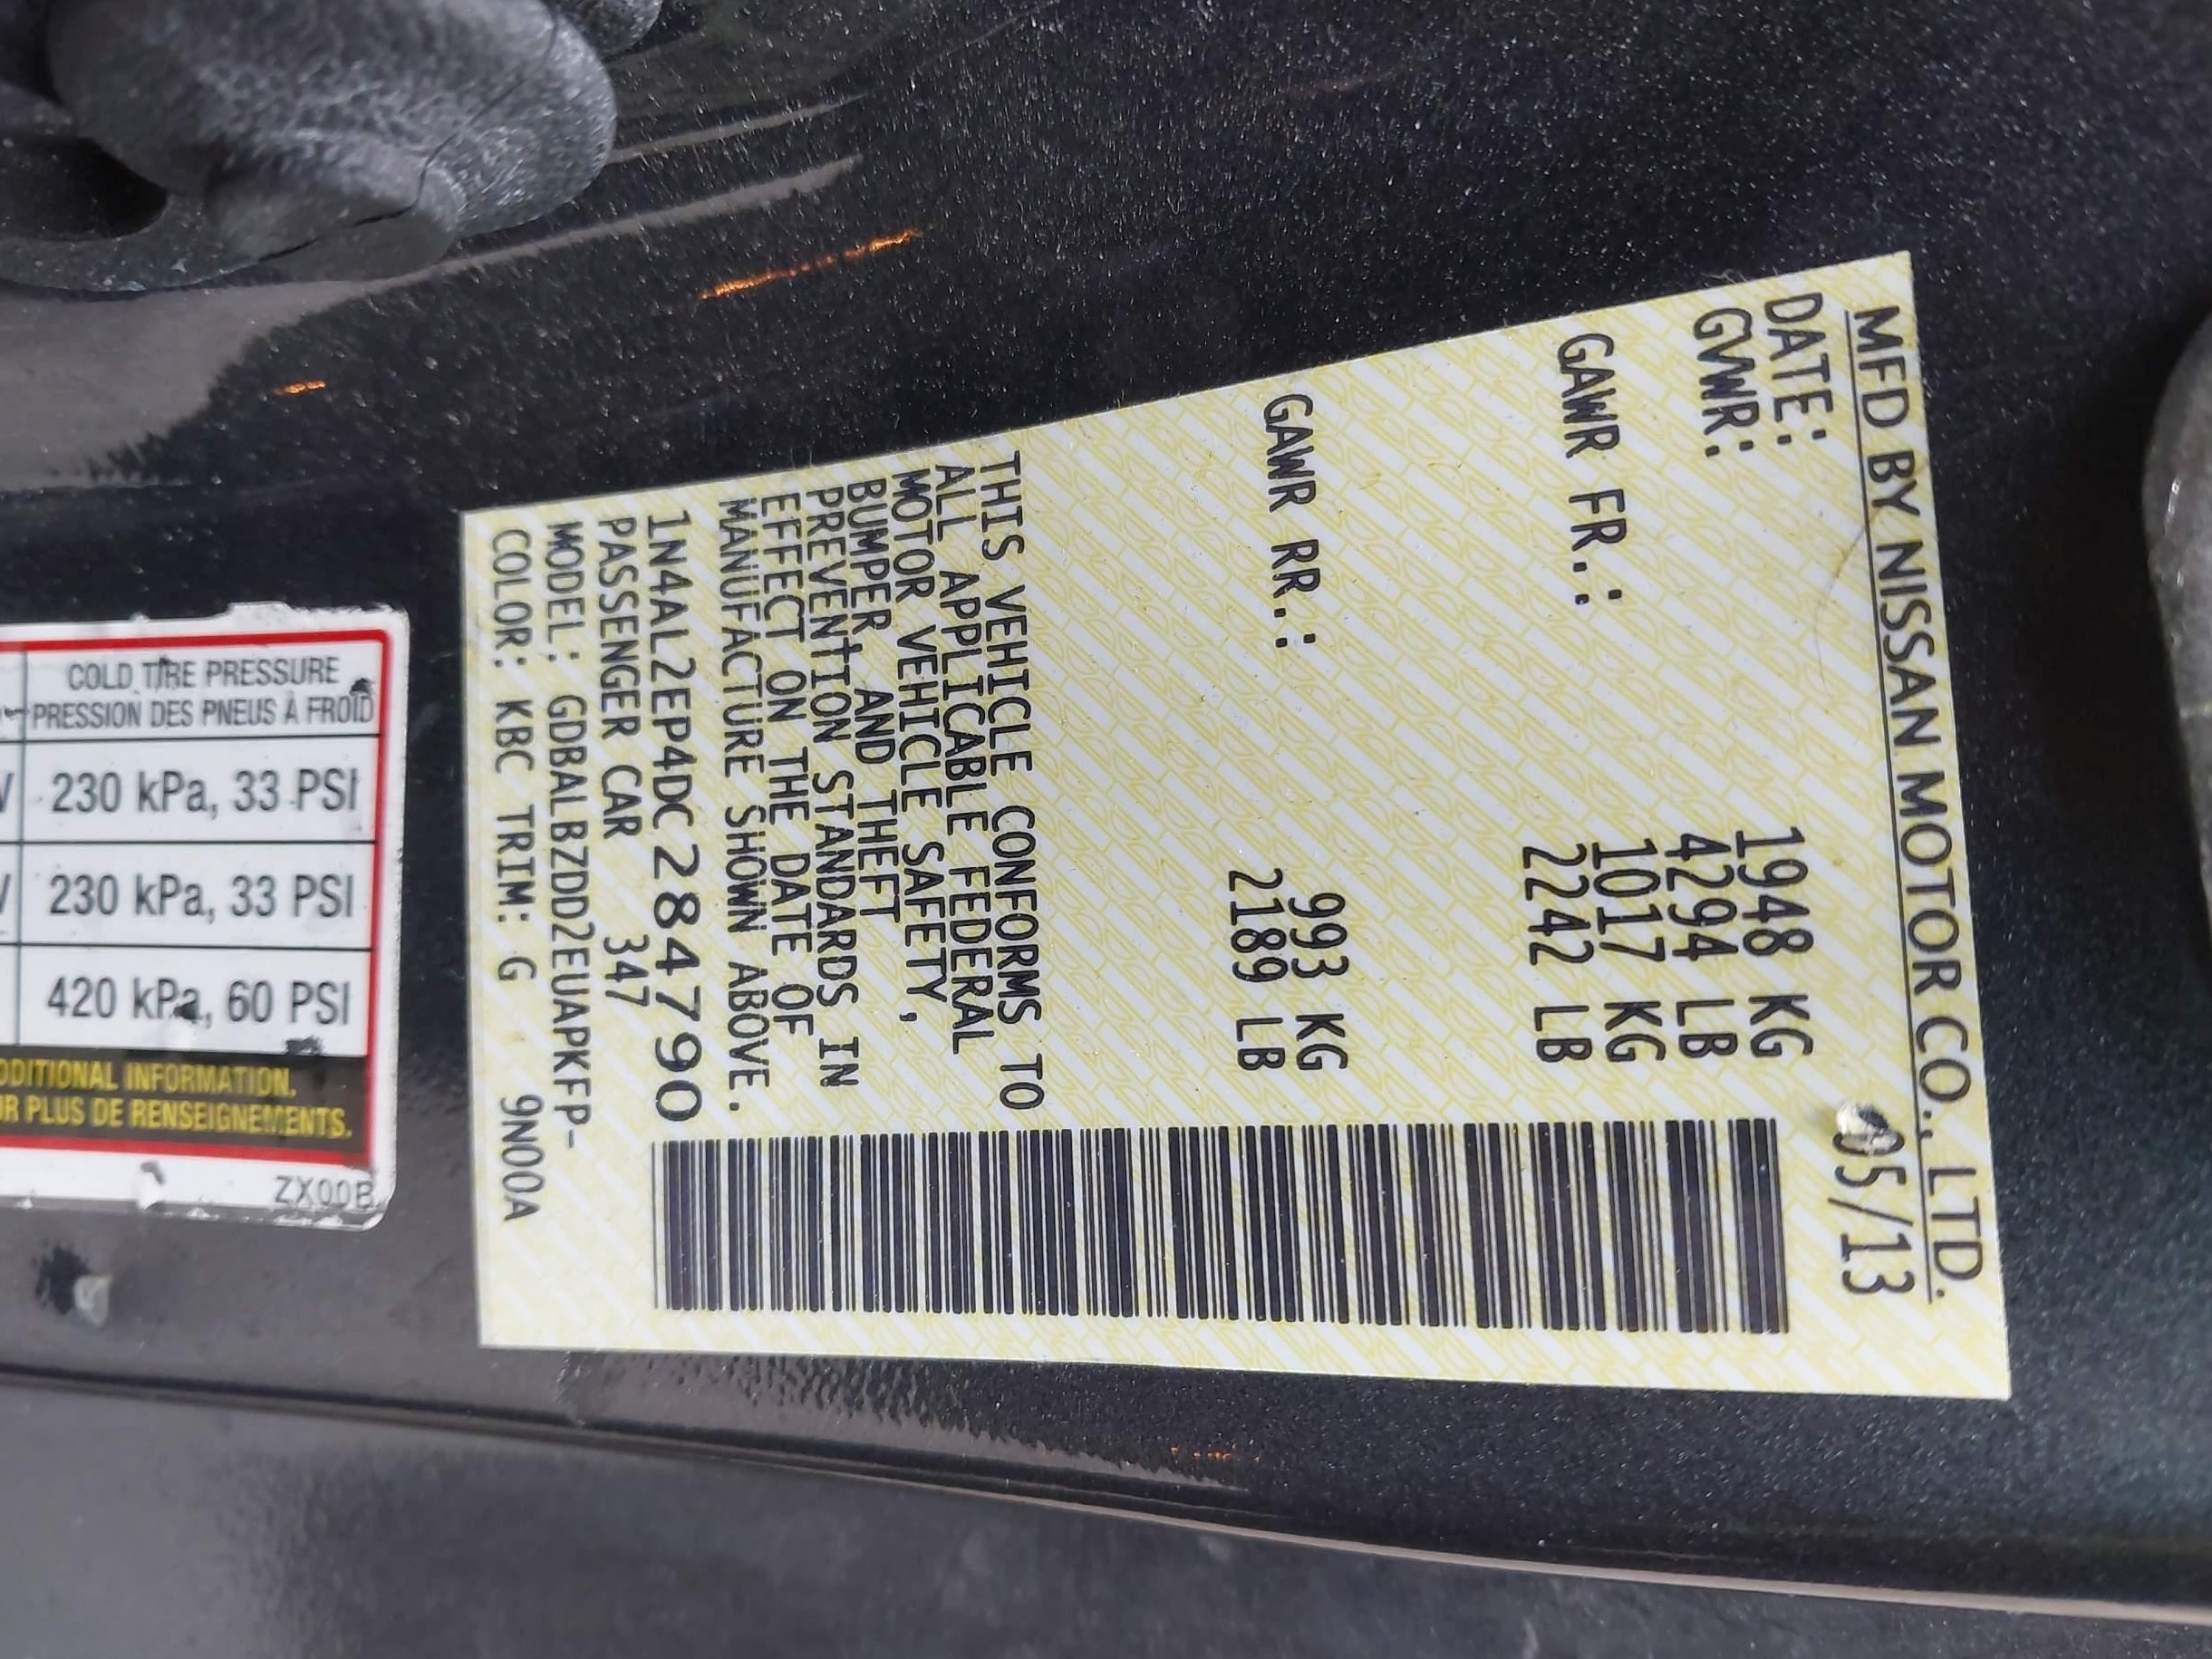 MFD BY NISSAN MOTOR CO., LTD.
DATE: 05/13
GVWR: 1948 KG
4294 LB
GAWR FR.: 1017 KG
2242 LB
GAWR RR.: 993 KG
2189 LB
THIS VEHICLE CONFORMS TO
ALL APPLICABLE FEDERAL
MOTOR VEHICLE SAFETY,
BUMPER AND THEFT
PREVENTION STANDARDS IN
EFFECT ON THE DATE OF
MANUFACTURE SHOWN ABOVE.
1N4AL2EP4DC284790
PASSENGER CAR 347
MODEL: GDBALBZDD2EUAPKFP-
COLOR: KBC TRIM: G 9N00A
COLD TIRE PRESSURE
PRESSION DES PNEUS À FROID
230 kPa, 33 PSI
230 kPa, 33 PSI
420 kPa, 60 PSI
DDITIONAL INFORMATION.
UR PLUS DE RENSEIGNEMENTS.
ZX00B